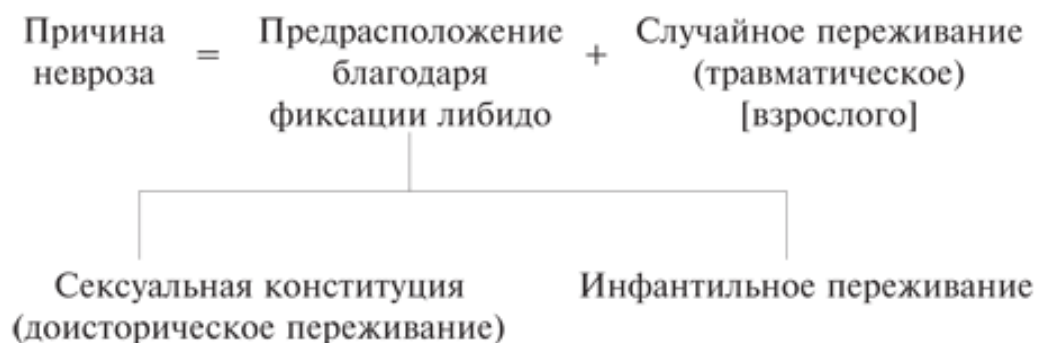 Причина невроза = Предрасположение благодаря фиксации либидо + Случайное переживание (травматическое) [взрослого]
Сексуальная конституция (доисторическое переживание)
Инфантильное переживание